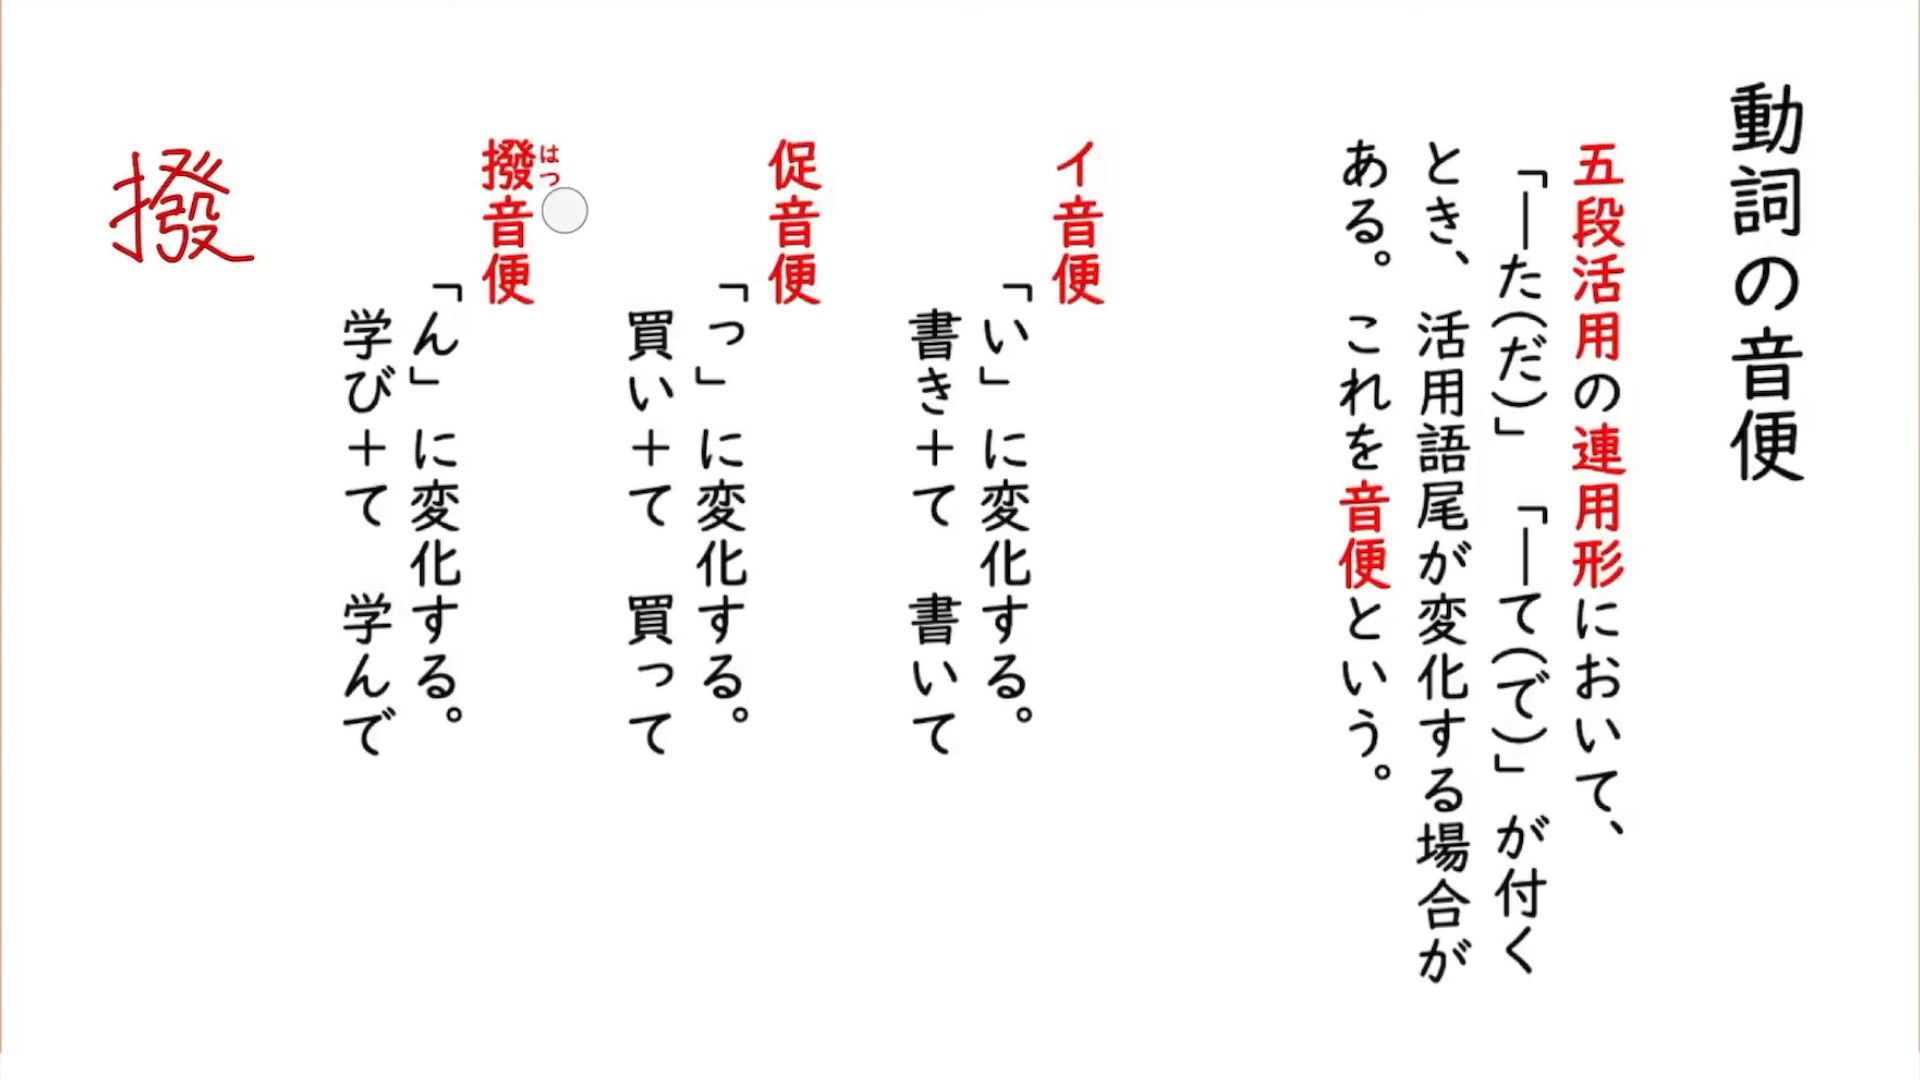 動詞の音便
五段活用の連用形において、
「―た(だ)」「―て(で)」が付く
とき、活用語尾が変化する場合が
ある。これを音便という。
イ音便
「い」に変化する。
書き＋て　書いて
促音便
「っ」に変化する。
買い＋て　買って
撥音便
はつ
「ん」に変化する。
学び＋て　学んで
撥